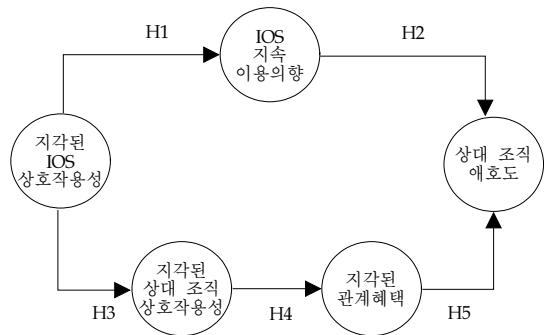 H1
IOS
지속
이용의향
H2
지각된
IOS
상호작용성
상대 조직
애호도
지각된
상대 조직
상호작용성
지각된
관계혜택
H3
H4
H5